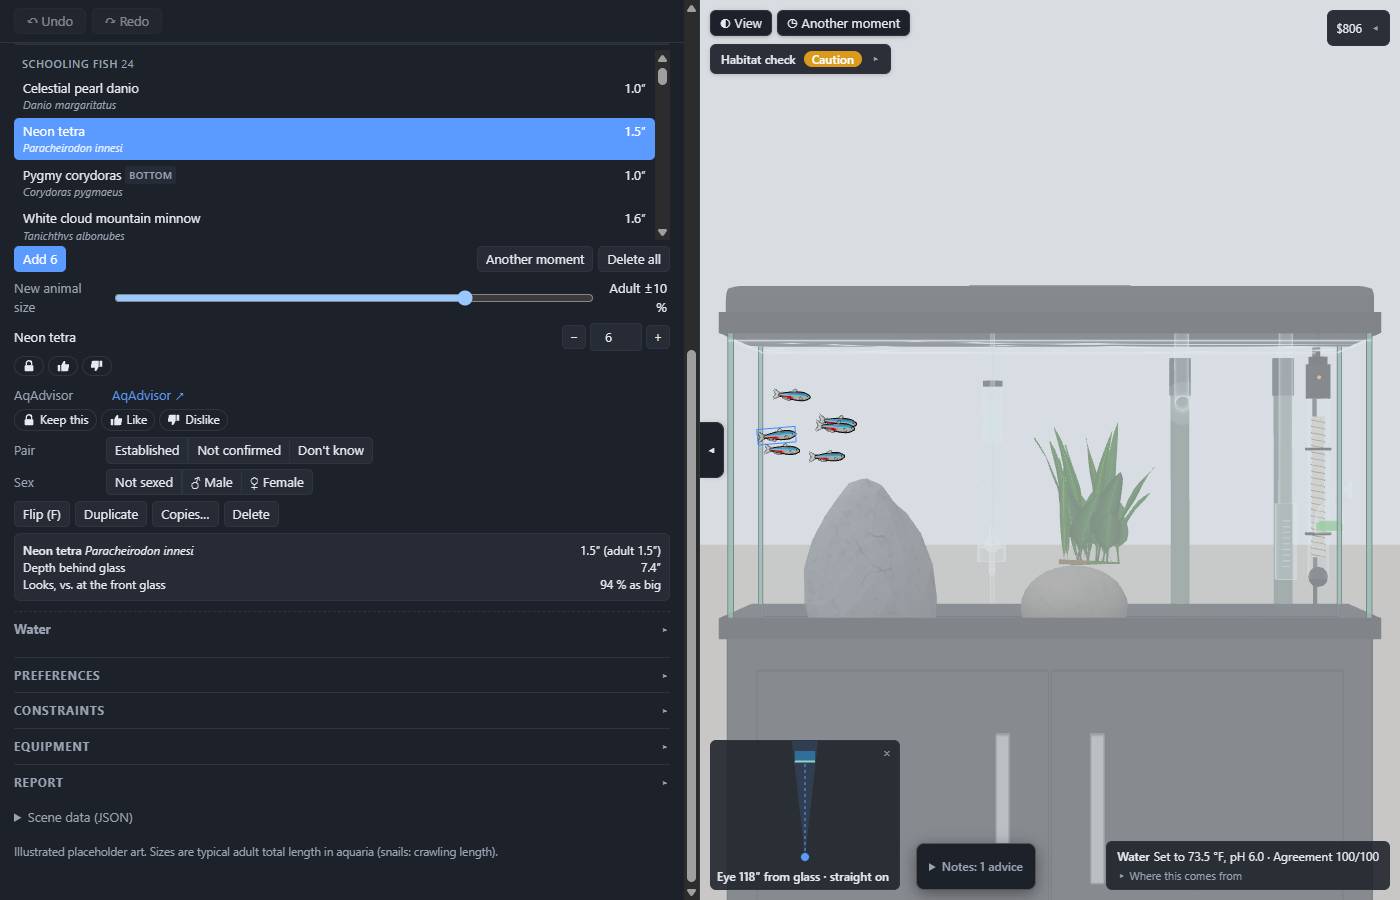 Undo
Redo
SCHOOLING FISH 24
Celestial pearl danio
1.0″
Danio margaritatus
Neon tetra
1.5″
Paracheirodon innesi
Pygmy corydoras BOTTOM
1.0″
Corydoras pygmaeus
White cloud mountain minnow
1.6″
Tanichthys albonubes
Add 6
Another moment
Delete all
New animal size
Adult ±10 %
Neon tetra
−
6
+
AqAdvisor
AqAdvisor ↗
Keep this
Like
Dislike
Pair
Established
Not confirmed
Don't know
Sex
Not sexed
♂ Male
♀ Female
Flip (F)
Duplicate
Copies...
Delete
Neon tetra Paracheirodon innesi
1.5″ (adult 1.5″)
Depth behind glass
7.4″
Looks, vs. at the front glass
94 % as big
Water
PREFERENCES
CONSTRAINTS
EQUIPMENT
REPORT
Scene data (JSON)
Illustrated placeholder art. Sizes are typical adult total length in aquaria (snails: crawling length).
View
Another moment
$806
Habitat check Caution
Eye 118″ from glass · straight on
Notes: 1 advice
Water Set to 73.5 °F, pH 6.0 · Agreement 100/100
Where this comes from